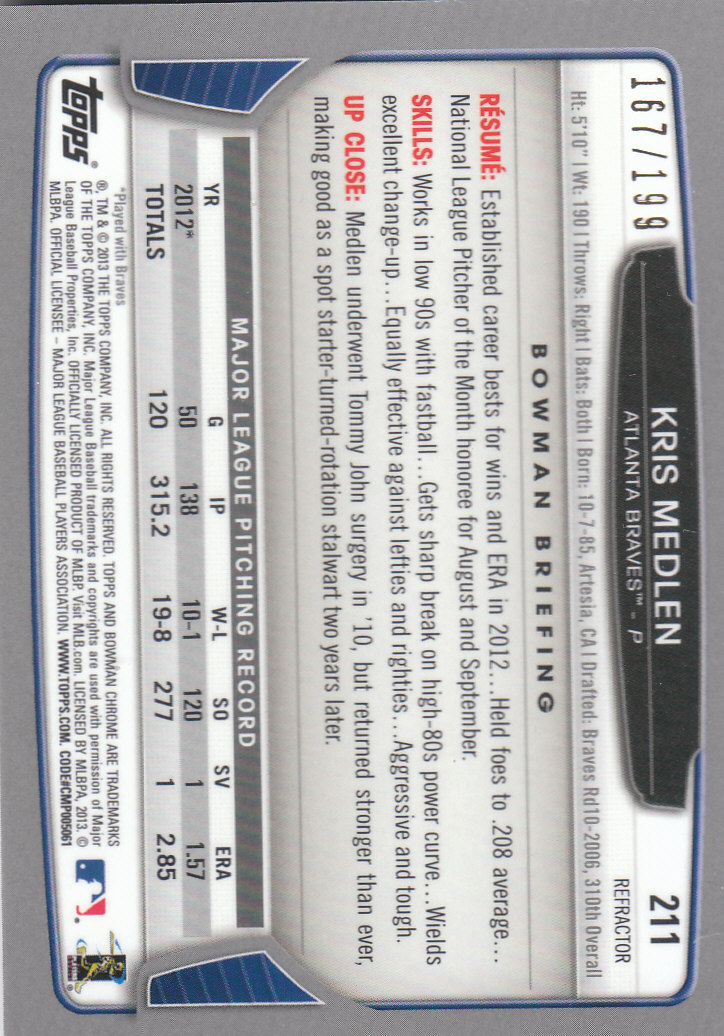 167/199
KRIS MEDLEN
ATLANTA BRAVES™ - P
211
REFRACTOR
Ht: 5'10" | Wt: 190 | Throws: Right | Bats: Both | Born: 10-7-85, Artesia, CA | Drafted: Braves Rd10-2006, 310th Overall
BOWMAN BRIEFING
RÉSUMÉ: Established career bests for wins and ERA in 2012...Held foes to .208 average...
National League Pitcher of the Month honoree for August and September.
SKILLS: Works in low 90s with fastball...Gets sharp break on high-80s power curve...Wields
excellent change-up...Equally effective against lefties and righties...Aggressive and tough.
UP CLOSE: Medlen underwent Tommy John surgery in '10, but returned stronger than ever,
making good as a spot starter-turned-rotation stalwart two years later.
MAJOR LEAGUE PITCHING RECORD
YR G IP W-L SO SV ERA
2012* 50 138 10-1 120 1 1.57
TOTALS 120 315.2 19-8 277 1 2.85
*Played with Braves
topps®
®, TM & © 2013 THE TOPPS COMPANY, INC. ALL RIGHTS RESERVED. TOPPS AND BOWMAN CHROME ARE TRADEMARKS
OF THE TOPPS COMPANY, INC. Major League Baseball trademarks and copyrights are used with permission of Major
League Baseball Properties, Inc. OFFICIALLY LICENSED PRODUCT OF MLBP. Visit MLB.com. LICENSED BY MLBPA, 2013. ©
MLBPA. OFFICIAL LICENSEE – MAJOR LEAGUE BASEBALL PLAYERS ASSOCIATION. WWW.TOPPS.COM. CODE#CMP005061